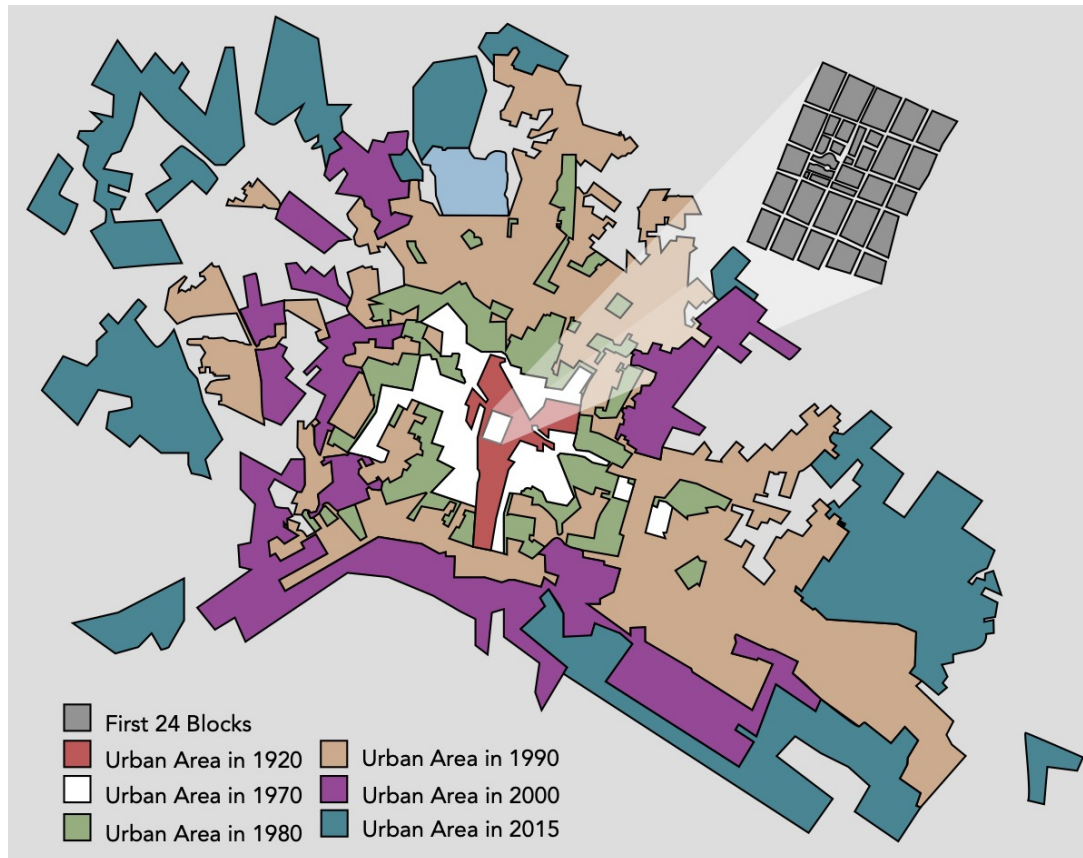 First 24 Blocks
Urban Area in 1920
Urban Area in 1970
Urban Area in 1980
Urban Area in 1990
Urban Area in 2000
Urban Area in 2015